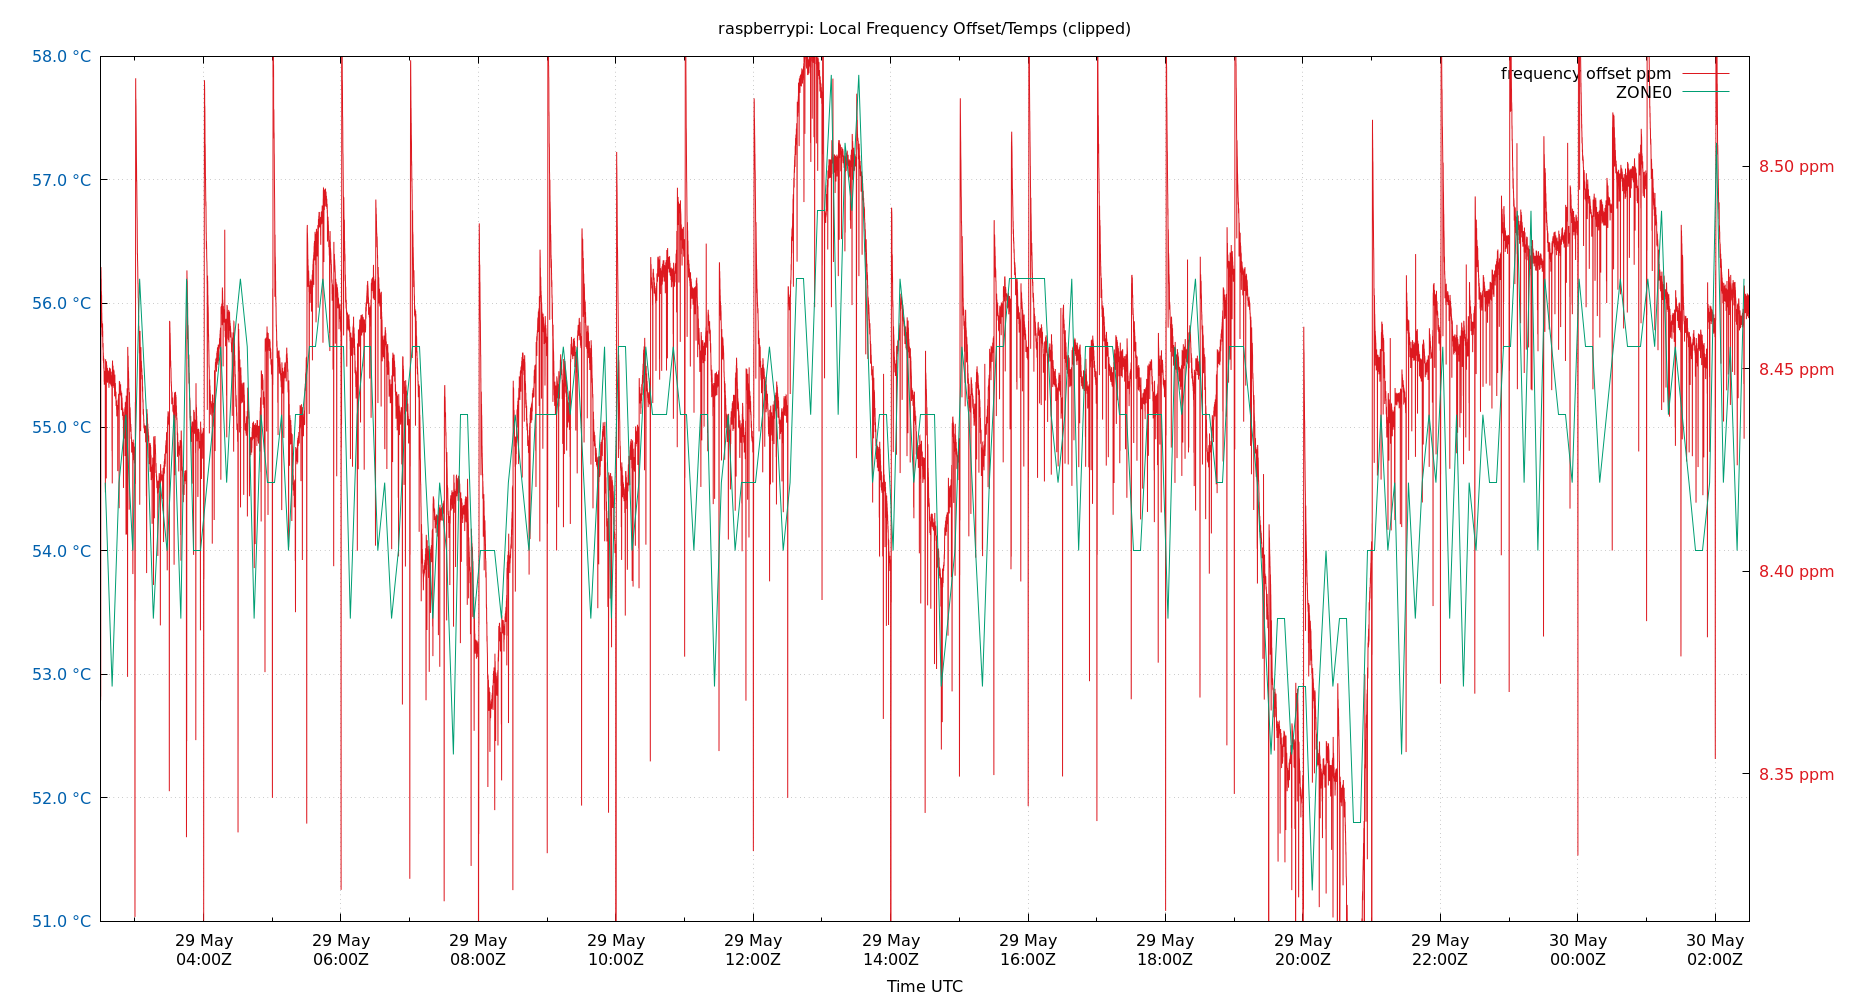 raspberrypi: Local Frequency Offset/Temps (clipped)
58.0 °C
57.0 °C
56.0 °C
55.0 °C
54.0 °C
53.0 °C
52.0 °C
51.0 °C
frequency offset ppm
ZONE0
8.50 ppm
8.45 ppm
8.40 ppm
8.35 ppm
29 May 29 May 29 May 29 May 29 May 29 May 29 May 29 May 29 May 29 May 30 May 30 May
04:00Z 06:00Z 08:00Z 10:00Z 12:00Z 14:00Z 16:00Z 18:00Z 20:00Z 22:00Z 00:00Z 02:00Z
Time UTC